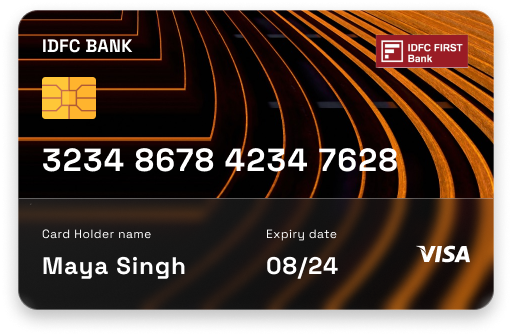 IDFC BANK
IDFC FIRST
Bank
3234 8678 4234 7628
Card Holder name
Expiry date
Maya Singh
08/24
VISA